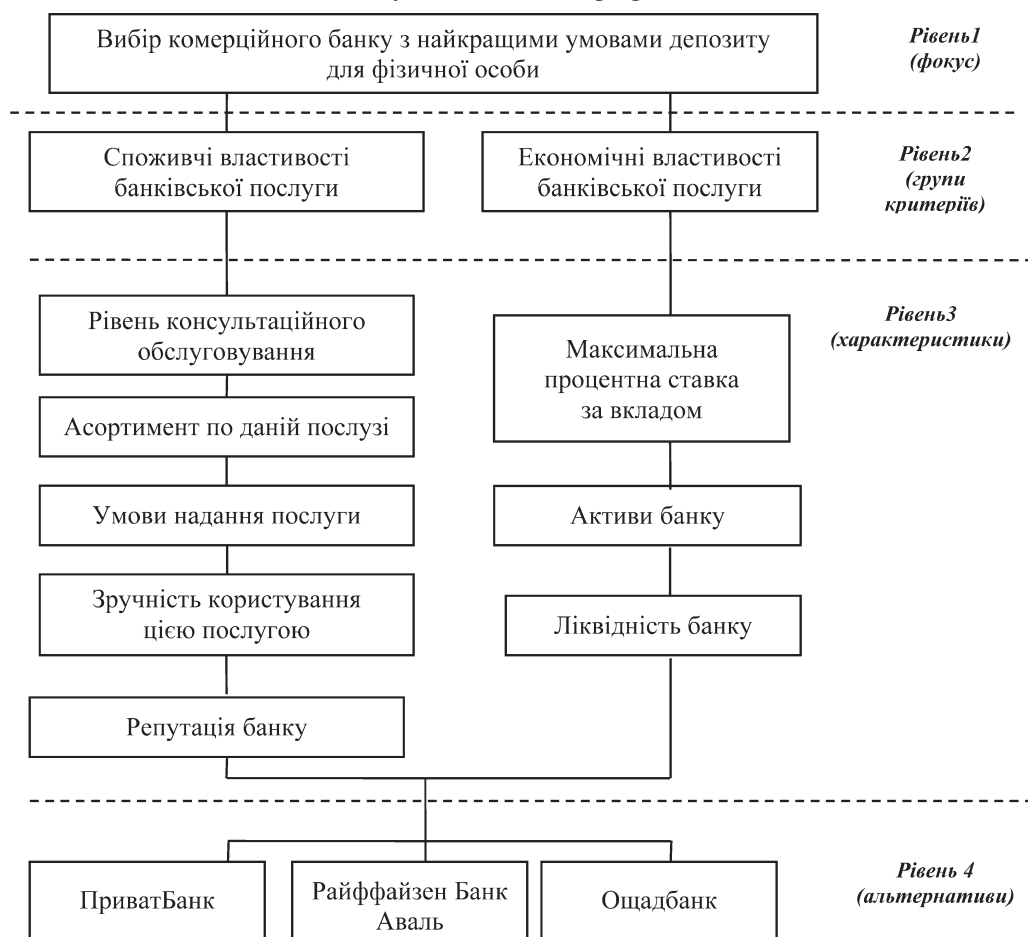 Вибір комерційного банку з найкращими умовами депозиту
для фізичної особи
Рівень1
(фокус)
Споживчі властивості
банківської послуги
Економічні властивості
банківської послуги
Рівень2
(групи
критеріїв)
Рівень консультаційного
обслуговування
Асортимент по даній послузі
Умови надання послуги
Зручність користування
цією послугою
Репутація банку
Максимальна
процентна ставка
за вкладом
Активи банку
Ліквідність банку
Рівень3
(характеристики)
ПриватБанк
Райффайзен Банк
Аваль
Ощадбанк
Рівень 4
(альтернативи)